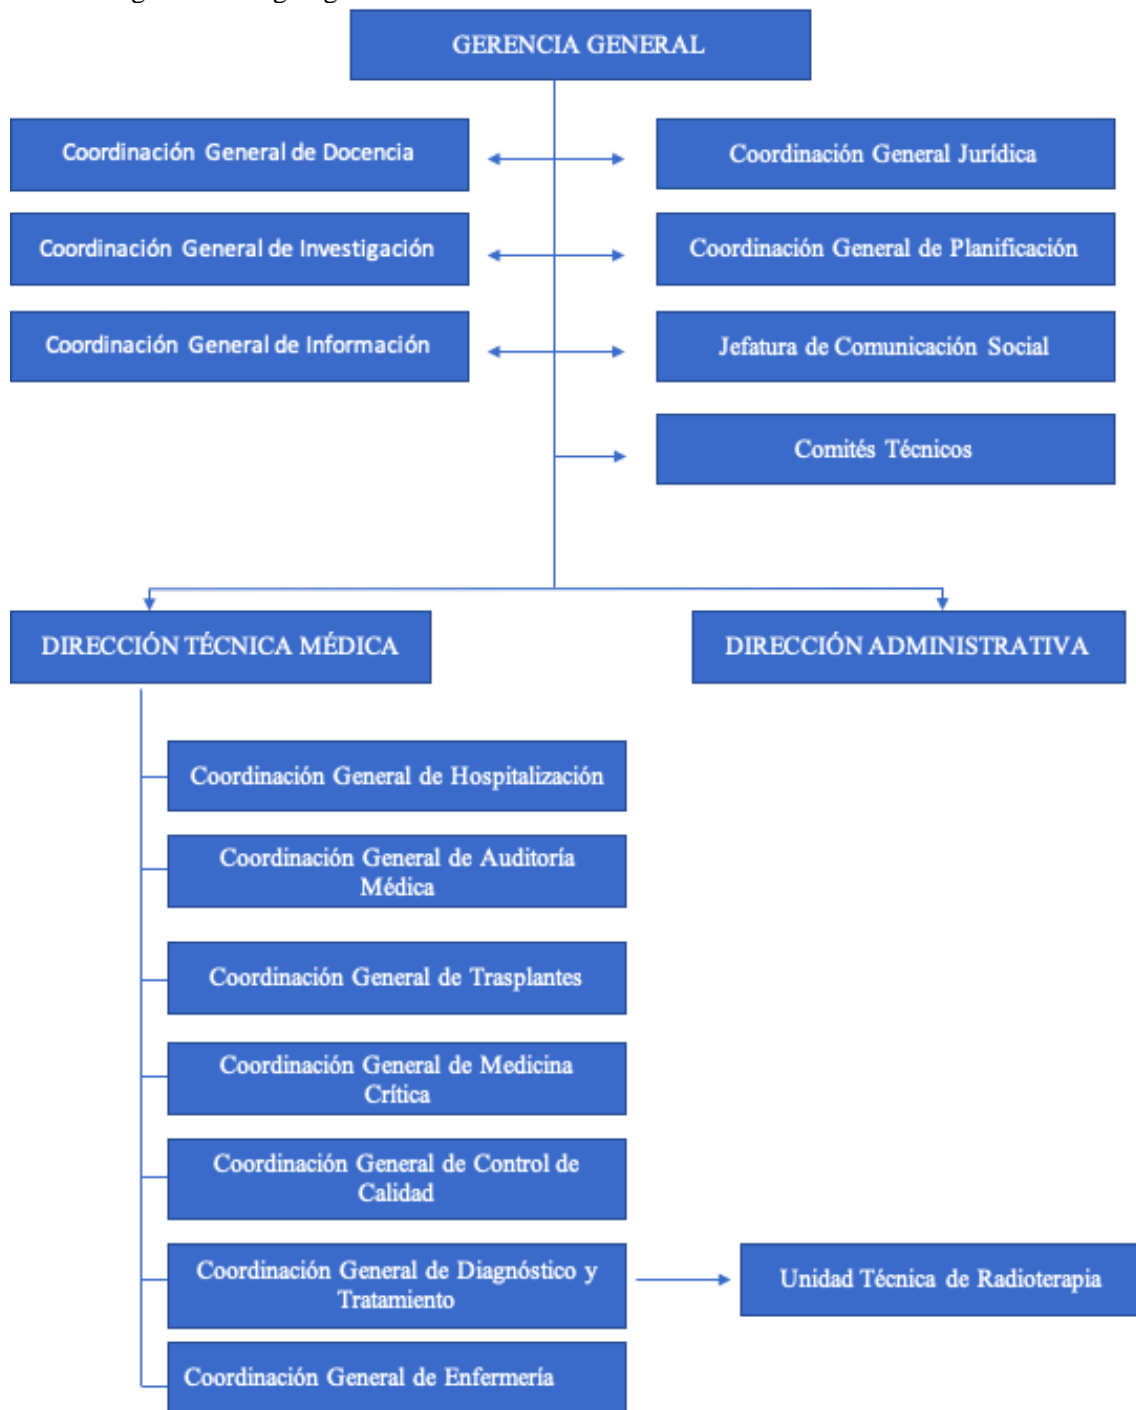 GERENCIA GENERAL
Coordinación General de Docencia
Coordinación General Jurídica
Coordinación General de Investigación
Coordinación General de Planificación
Coordinación General de Información
Jefatura de Comunicación Social
Comités Técnicos
DIRECCIÓN TÉCNICA MÉDICA
DIRECCIÓN ADMINISTRATIVA
Coordinación General de Hospitalización
Coordinación General de Auditoría
Médica
Coordinación General de Trasplantes
Coordinación General de Medicina
Crítica
Coordinación General de Control de
Calidad
Coordinación General de Diagnóstico y
Tratamiento
Unidad Técnica de Radioterapia
Coordinación General de Enfermería